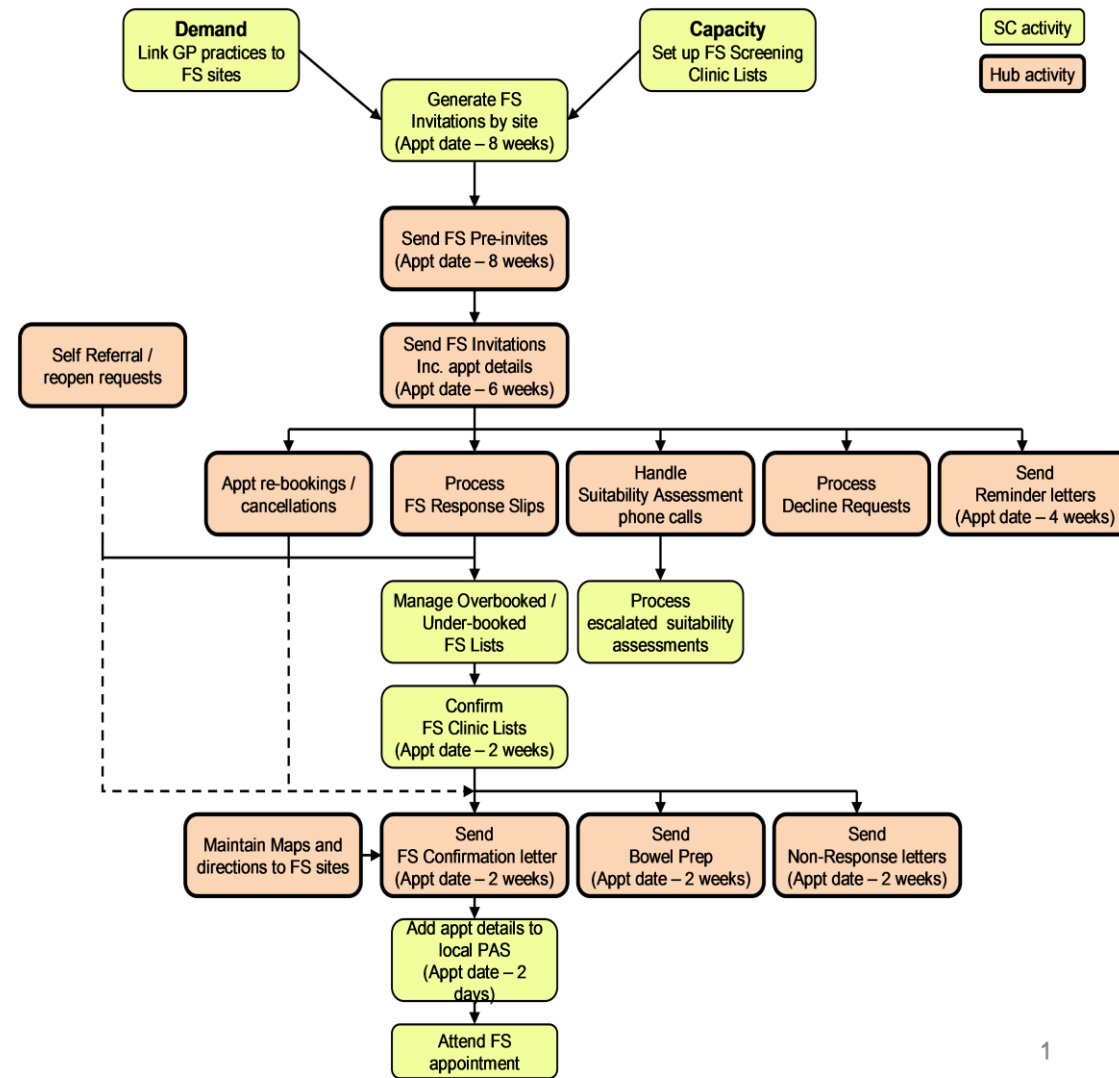 Demand
Link GP practices to
FS sites
Capacity
Set up FS Screening
Clinic Lists
SC activity
Hub activity
Generate FS
Invitations by site
(Appt date – 8 weeks)
Send FS Pre-invites
(Appt date – 8 weeks)
Self Referral /
reopen requests
Send FS Invitations
Inc. appt details
(Appt date – 6 weeks)
Appt re-bookings /
cancellations
Process
FS Response Slips
Handle
Suitability Assessment
phone calls
Process
Decline Requests
Send
Reminder letters
(Appt date – 4 weeks)
Manage Overbooked /
Under-booked
FS Lists
Process
escalated suitability
assessments
Confirm
FS Clinic Lists
(Appt date – 2 weeks)
Maintain Maps and
directions to FS sites
Send
FS Confirmation letter
(Appt date – 2 weeks)
Send
Bowel Prep
(Appt date – 2 weeks)
Send
Non-Response letters
(Appt date – 2 weeks)
Add appt details to
local PAS
(Appt date – 2
days)
Attend FS
appointment
1